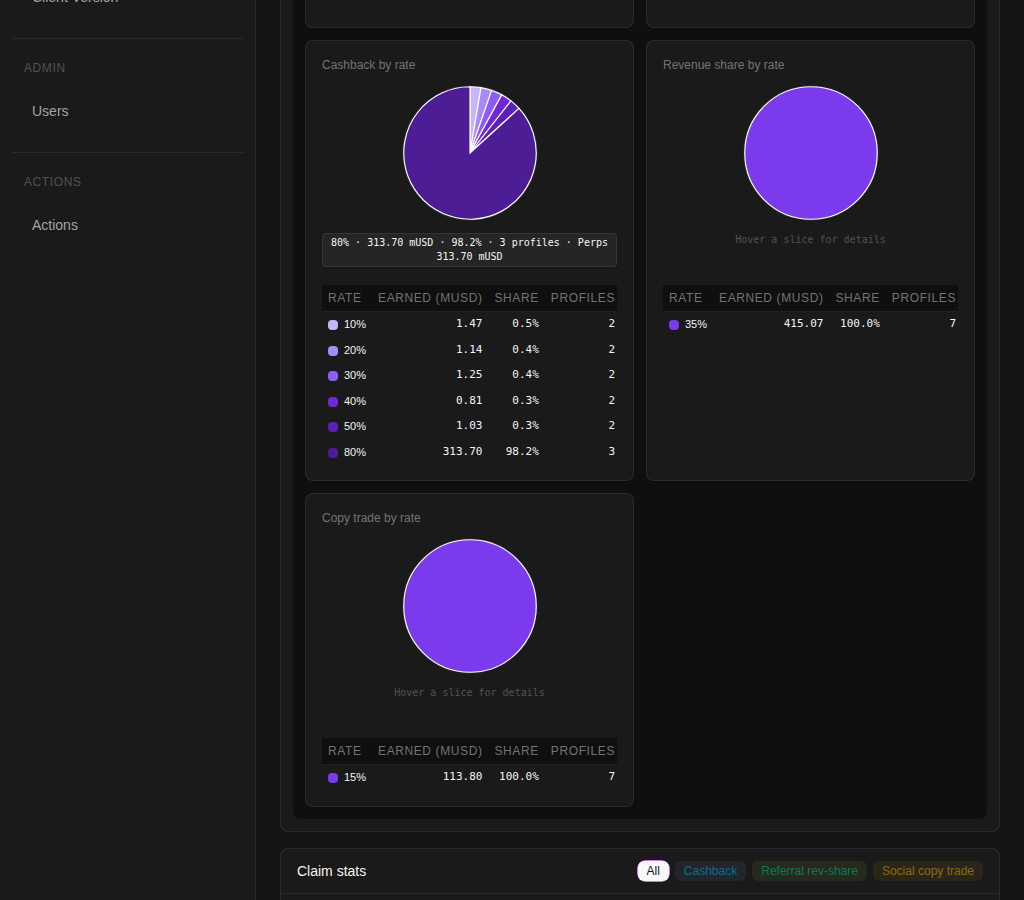 Client Version
ADMIN
Users
ACTIONS
Actions
Cashback by rate
80% · 313.70 mUSD · 98.2% · 3 profiles · Perps
313.70 mUSD
RATE EARNED (MUSD) SHARE PROFILES
10% 1.47 0.5% 2
20% 1.14 0.4% 2
30% 1.25 0.4% 2
40% 0.81 0.3% 2
50% 1.03 0.3% 2
80% 313.70 98.2% 3
Revenue share by rate
Hover a slice for details
RATE EARNED (MUSD) SHARE PROFILES
35% 415.07 100.0% 7
Copy trade by rate
Hover a slice for details
RATE EARNED (MUSD) SHARE PROFILES
15% 113.80 100.0% 7
Claim stats
All Cashback Referral rev-share Social copy trade